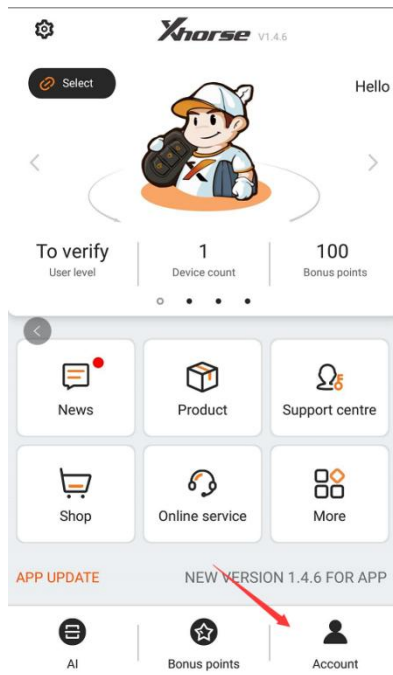 Xhorse V1.4.6
Select
Hello
To verify 1 100
User level Device count Bonus points
News Product Support centre
Shop Online service More
APP UPDATE NEW VERSION 1.4.6 FOR APP
AI Bonus points Account